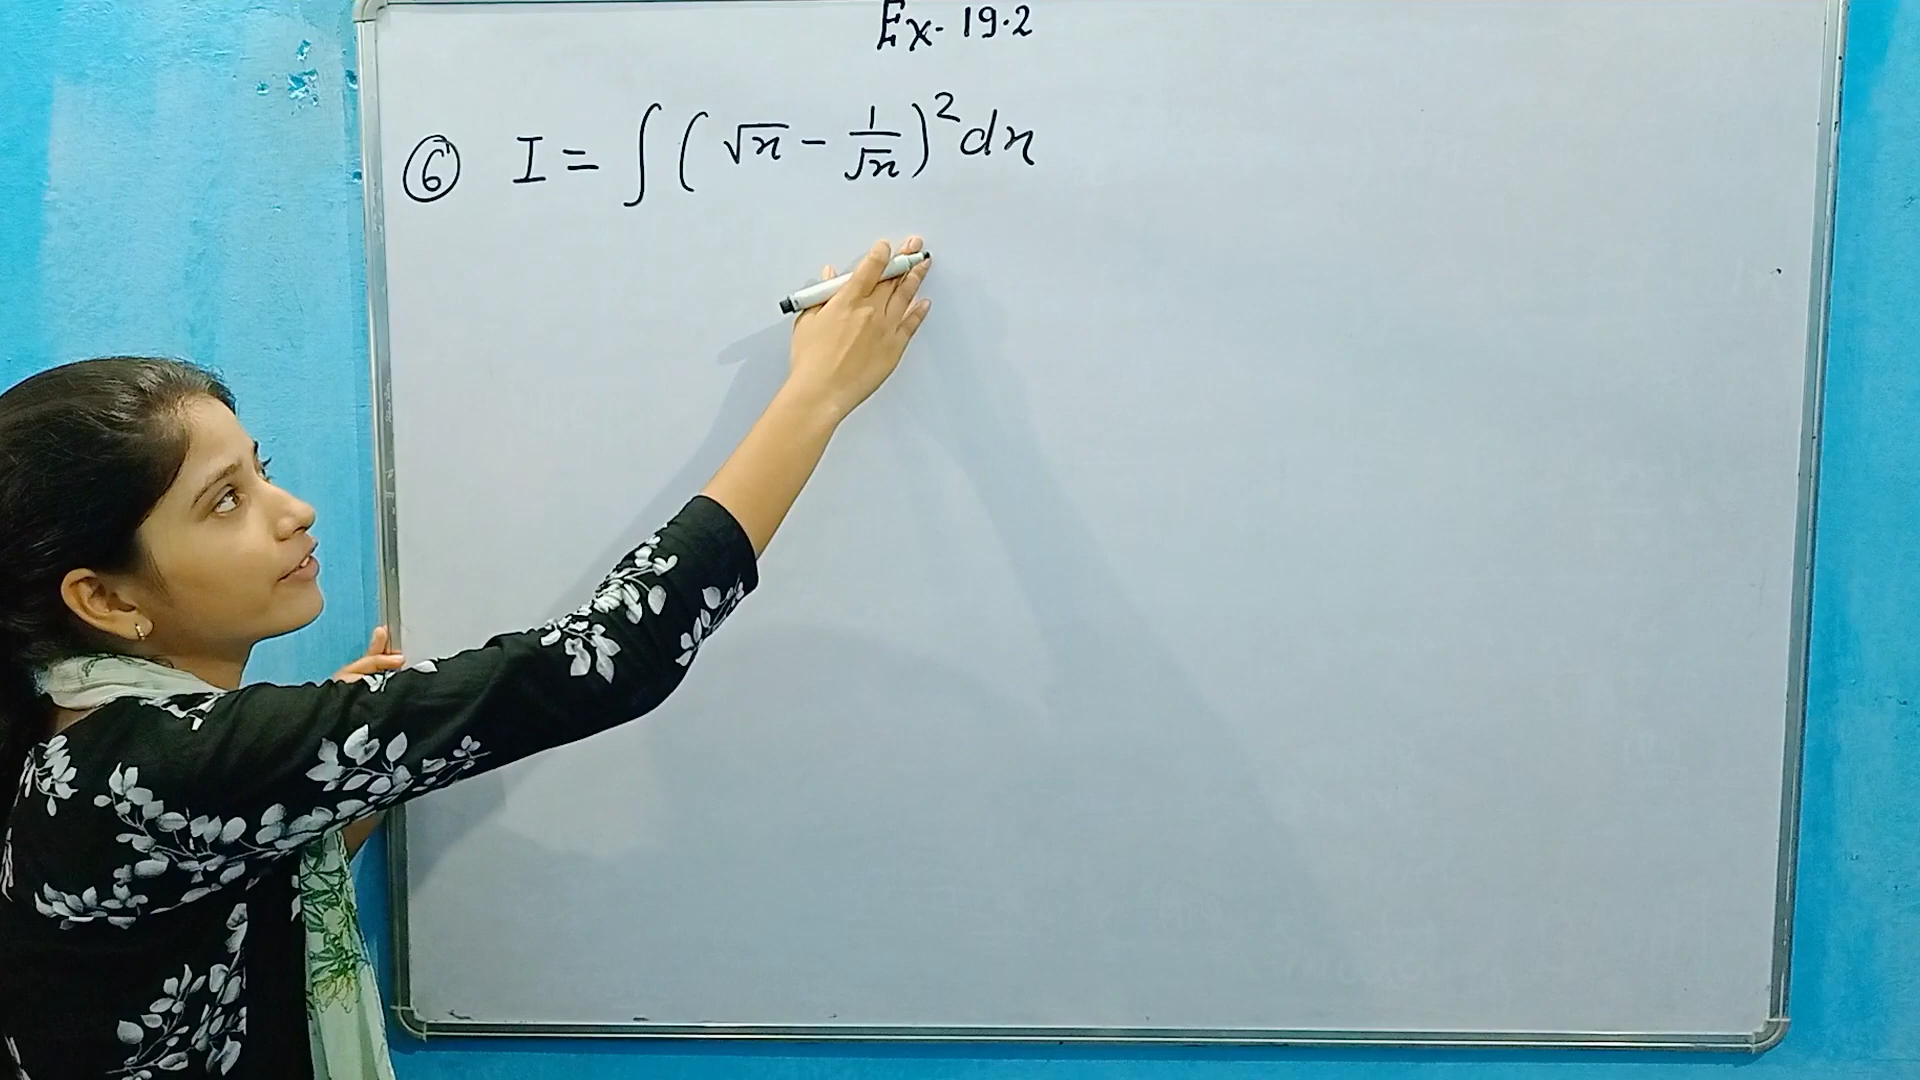 Ex. 19.2
⑥ I = ∫ ( √x - 1/√x )² dx